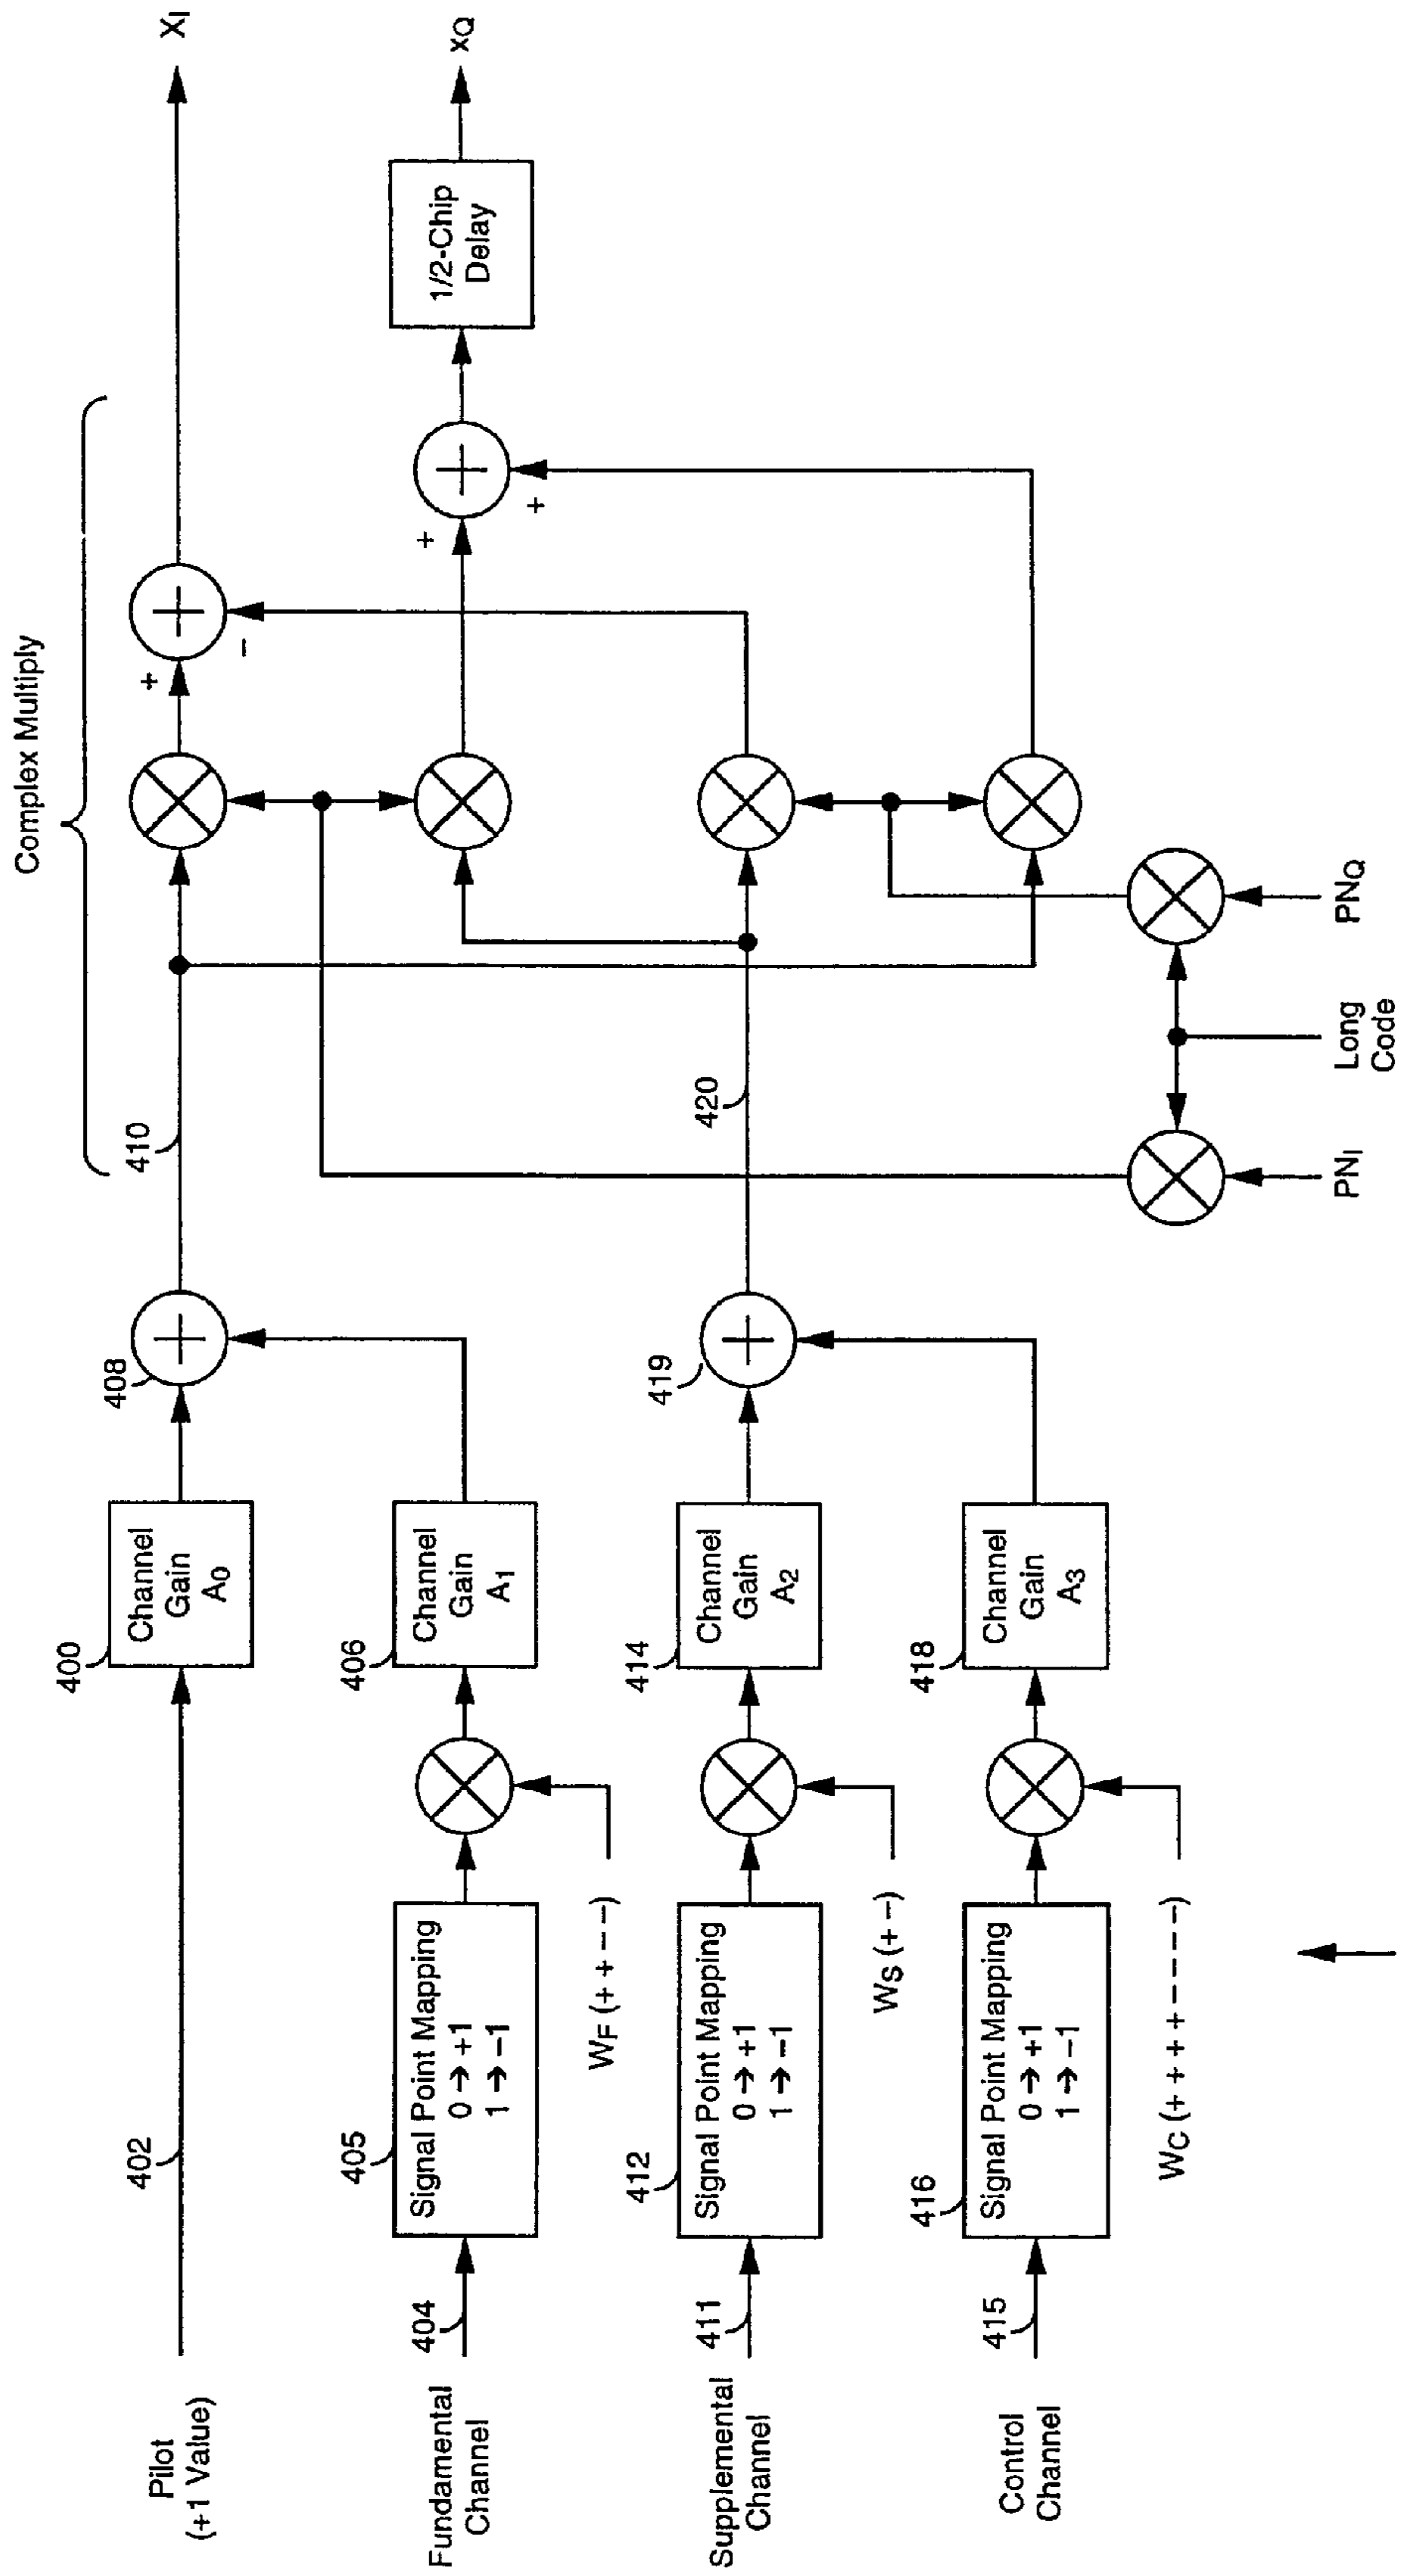 Pilot
(+1 Value)
402
400
Channel
Gain
A0
408
410
Complex Multiply
+
−
XI
Fundamental
Channel
404
405
Signal Point Mapping
0 → +1
1 → −1
WF (+ + − −)
406
Channel
Gain
A1
+
+
1/2-Chip
Delay
XQ
Supplemental
Channel
411
412
Signal Point Mapping
0 → +1
1 → −1
WS (+ −)
414
Channel
Gain
A2
419
420
Control
Channel
415
416
Signal Point Mapping
0 → +1
1 → −1
WC (+ + + + − − − −)
418
Channel
Gain
A3
PNI
Long
Code
PNQ